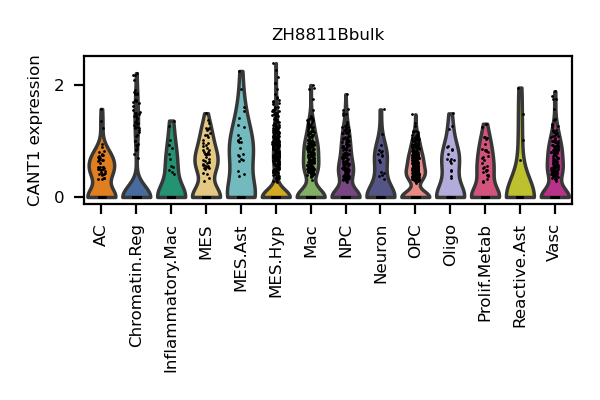 ZH8811Bbulk
CANT1 expression
2
0
AC
Chromatin.Reg
Inflammatory.Mac
MES
MES.Ast
MES.Hyp
Mac
NPC
Neuron
OPC
Oligo
Prolif.Metab
Reactive.Ast
Vasc